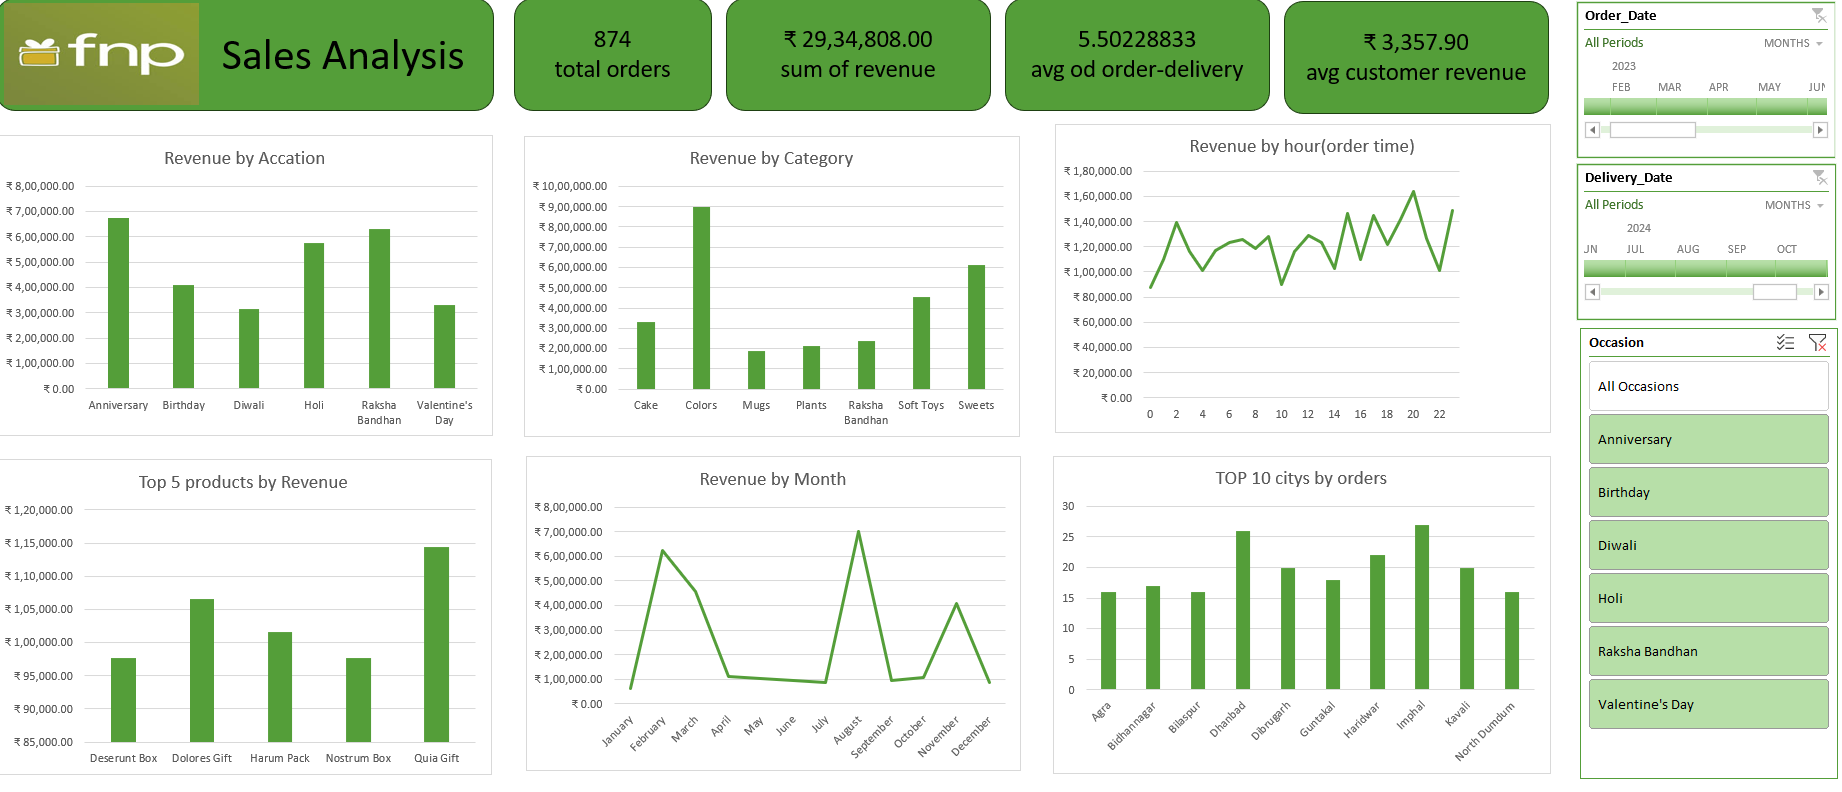 fnp
Sales Analysis
874
total orders
₹ 29,34,808.00
sum of revenue
5.50228833
avg od order-delivery
₹ 3,357.90
avg customer revenue
Order_Date
All Periods
MONTHS
2023
FEB MAR APR MAY JUN
Delivery_Date
All Periods
MONTHS
2024
JN JUL AUG SEP OCT
Occasion
All Occasions
Anniversary
Birthday
Diwali
Holi
Raksha Bandhan
Valentine's Day
Revenue by Accation
₹ 8,00,000.00
₹ 7,00,000.00
₹ 6,00,000.00
₹ 5,00,000.00
₹ 4,00,000.00
₹ 3,00,000.00
₹ 2,00,000.00
₹ 1,00,000.00
₹ 0.00
Anniversary Birthday Diwali Holi Raksha Bandhan Valentine's Day
Revenue by Category
₹ 10,00,000.00
₹ 9,00,000.00
₹ 8,00,000.00
₹ 7,00,000.00
₹ 6,00,000.00
₹ 5,00,000.00
₹ 4,00,000.00
₹ 3,00,000.00
₹ 2,00,000.00
₹ 1,00,000.00
₹ 0.00
Cake Colors Mugs Plants Raksha Bandhan Soft Toys Sweets
Revenue by hour(order time)
₹ 1,80,000.00
₹ 1,60,000.00
₹ 1,40,000.00
₹ 1,20,000.00
₹ 1,00,000.00
₹ 80,000.00
₹ 60,000.00
₹ 40,000.00
₹ 20,000.00
₹ 0.00
0 2 4 6 8 10 12 14 16 18 20 22
Top 5 products by Revenue
₹ 1,20,000.00
₹ 1,15,000.00
₹ 1,10,000.00
₹ 1,05,000.00
₹ 1,00,000.00
₹ 95,000.00
₹ 90,000.00
₹ 85,000.00
Deserunt Box Dolores Gift Harum Pack Nostrum Box Quia Gift
Revenue by Month
₹ 8,00,000.00
₹ 7,00,000.00
₹ 6,00,000.00
₹ 5,00,000.00
₹ 4,00,000.00
₹ 3,00,000.00
₹ 2,00,000.00
₹ 1,00,000.00
₹ 0.00
January February March April May June July August September October November December
TOP 10 citys by orders
30
25
20
15
10
5
0
Agra Bidhannagar Bilaspur Dhanbad Dibrugarh Guntakal Haridwar Imphal Kavali North Dumdum